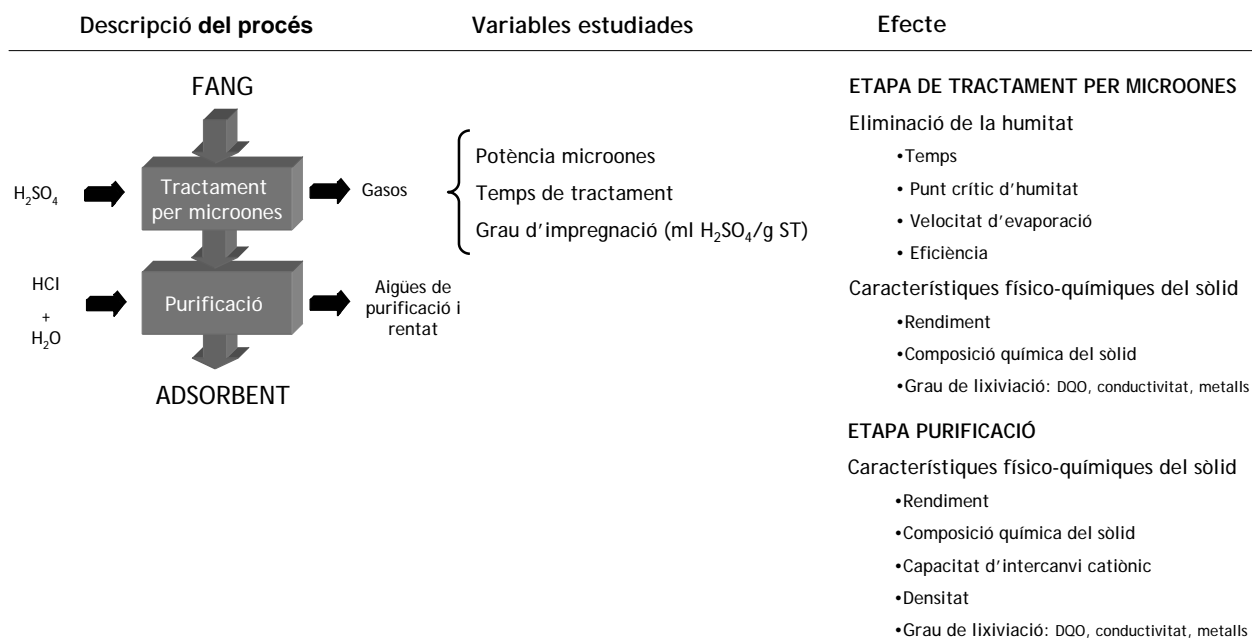 Descripció del procés
Variables estudiades
Efecte
FANG
H₂SO₄
Tractament
per microones
Gasos
HCl
+
H₂O
Purificació
Aigües de
purificació i
rentat
ADSORBENT
Potència microones
Temps de tractament
Grau d'impregnació (ml H₂SO₄/g ST)
ETAPA DE TRACTAMENT PER MICROONES
Eliminació de la humitat
•Temps
• Punt crític d'humitat
• Velocitat d'evaporació
• Eficiència
Característiques físico-químiques del sòlid
•Rendiment
•Composició química del sòlid
•Grau de lixiviació: DQO, conductivitat, metalls
ETAPA PURIFICACIÓ
Característiques físico-químiques del sòlid
•Rendiment
•Composició química del sòlid
•Capacitat d'intercanvi catiònic
•Densitat
•Grau de lixiviació: DQO, conductivitat, metalls